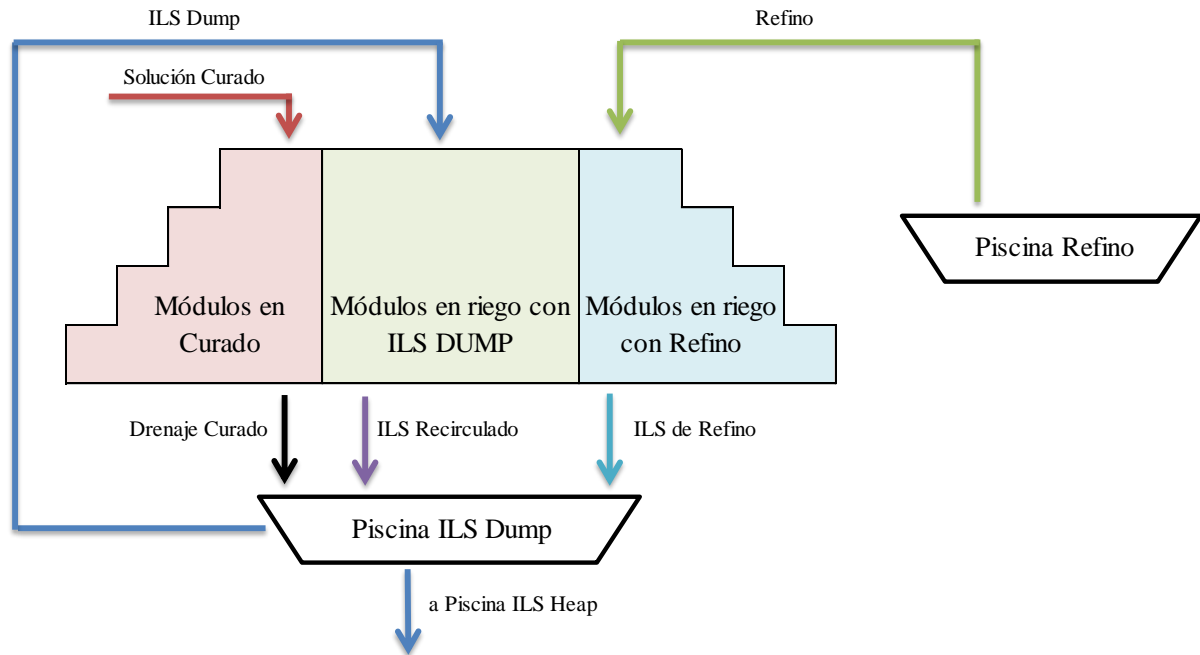 ILS Dump
Refino
Solución Curado
Piscina Refino
Módulos en
Curado
Módulos en riego con
ILS DUMP
Módulos en riego
con Refino
Drenaje Curado
ILS Recirculado
ILS de Refino
Piscina ILS Dump
a Piscina ILS Heap